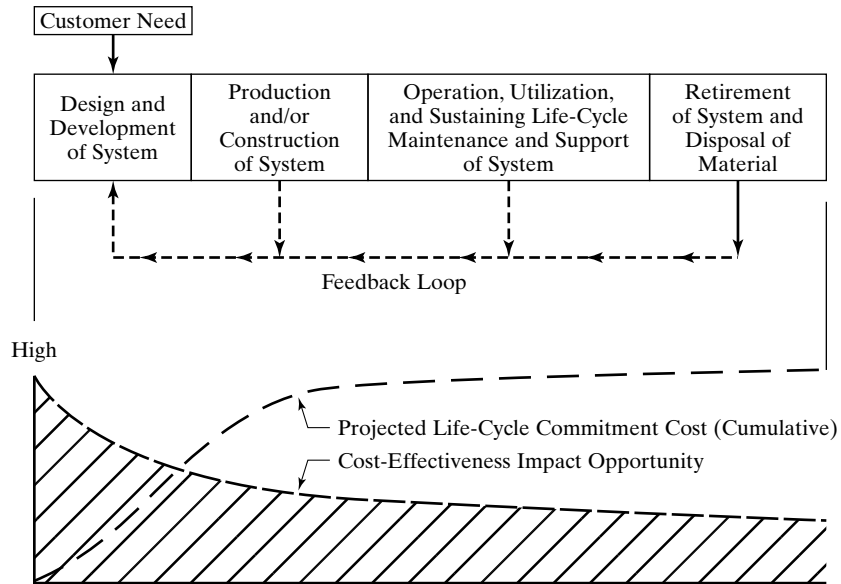 Customer Need
Design and
Development
of System
Production
and/or
Construction
of System
Operation, Utilization,
and Sustaining Life-Cycle
Maintenance and Support
of System
Retirement
of System and
Disposal of
Material
Feedback Loop
High
Projected Life-Cycle Commitment Cost (Cumulative)
Cost-Effectiveness Impact Opportunity